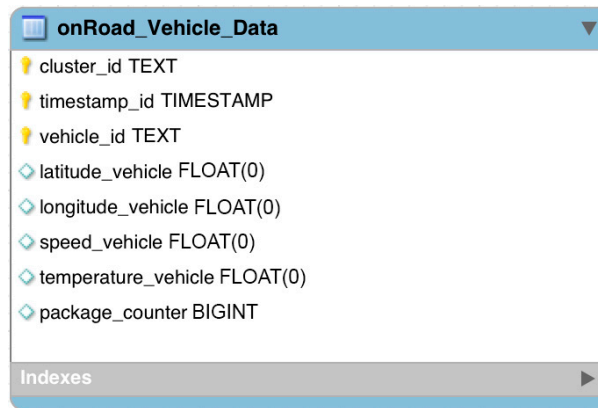 onRoad_Vehicle_Data
cluster_id TEXT
timestamp_id TIMESTAMP
vehicle_id TEXT
latitude_vehicle FLOAT(0)
longitude_vehicle FLOAT(0)
speed_vehicle FLOAT(0)
temperature_vehicle FLOAT(0)
package_counter BIGINT
Indexes